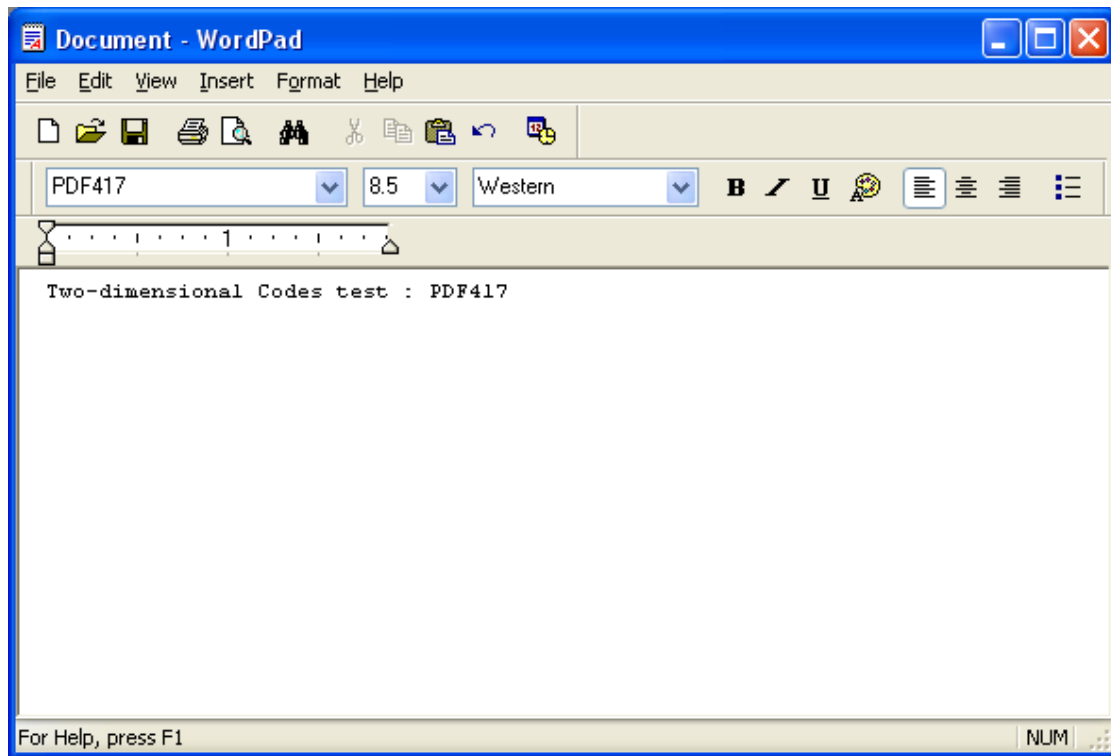 Document - WordPad
File Edit View Insert Format Help
PDF417 8.5 Western B / U
1
Two-dimensional Codes test : PDF417
For Help, press F1 NUM